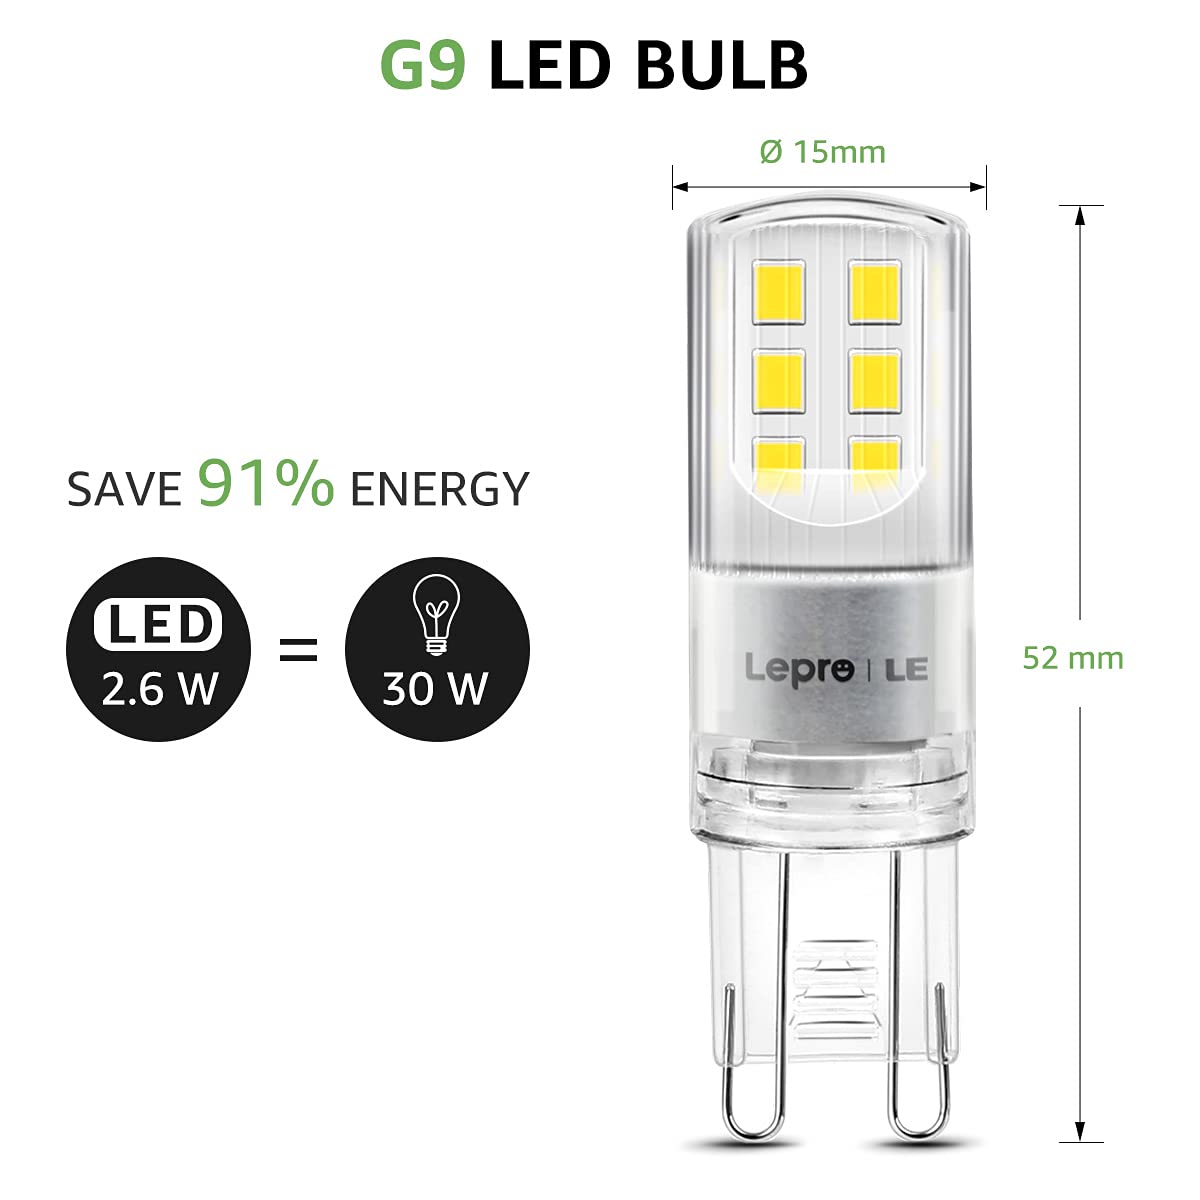 G9 LED BULB
Ø 15mm
SAVE 91% ENERGY
LED
2.6 W
=
30 W
Lepro | LE
52 mm